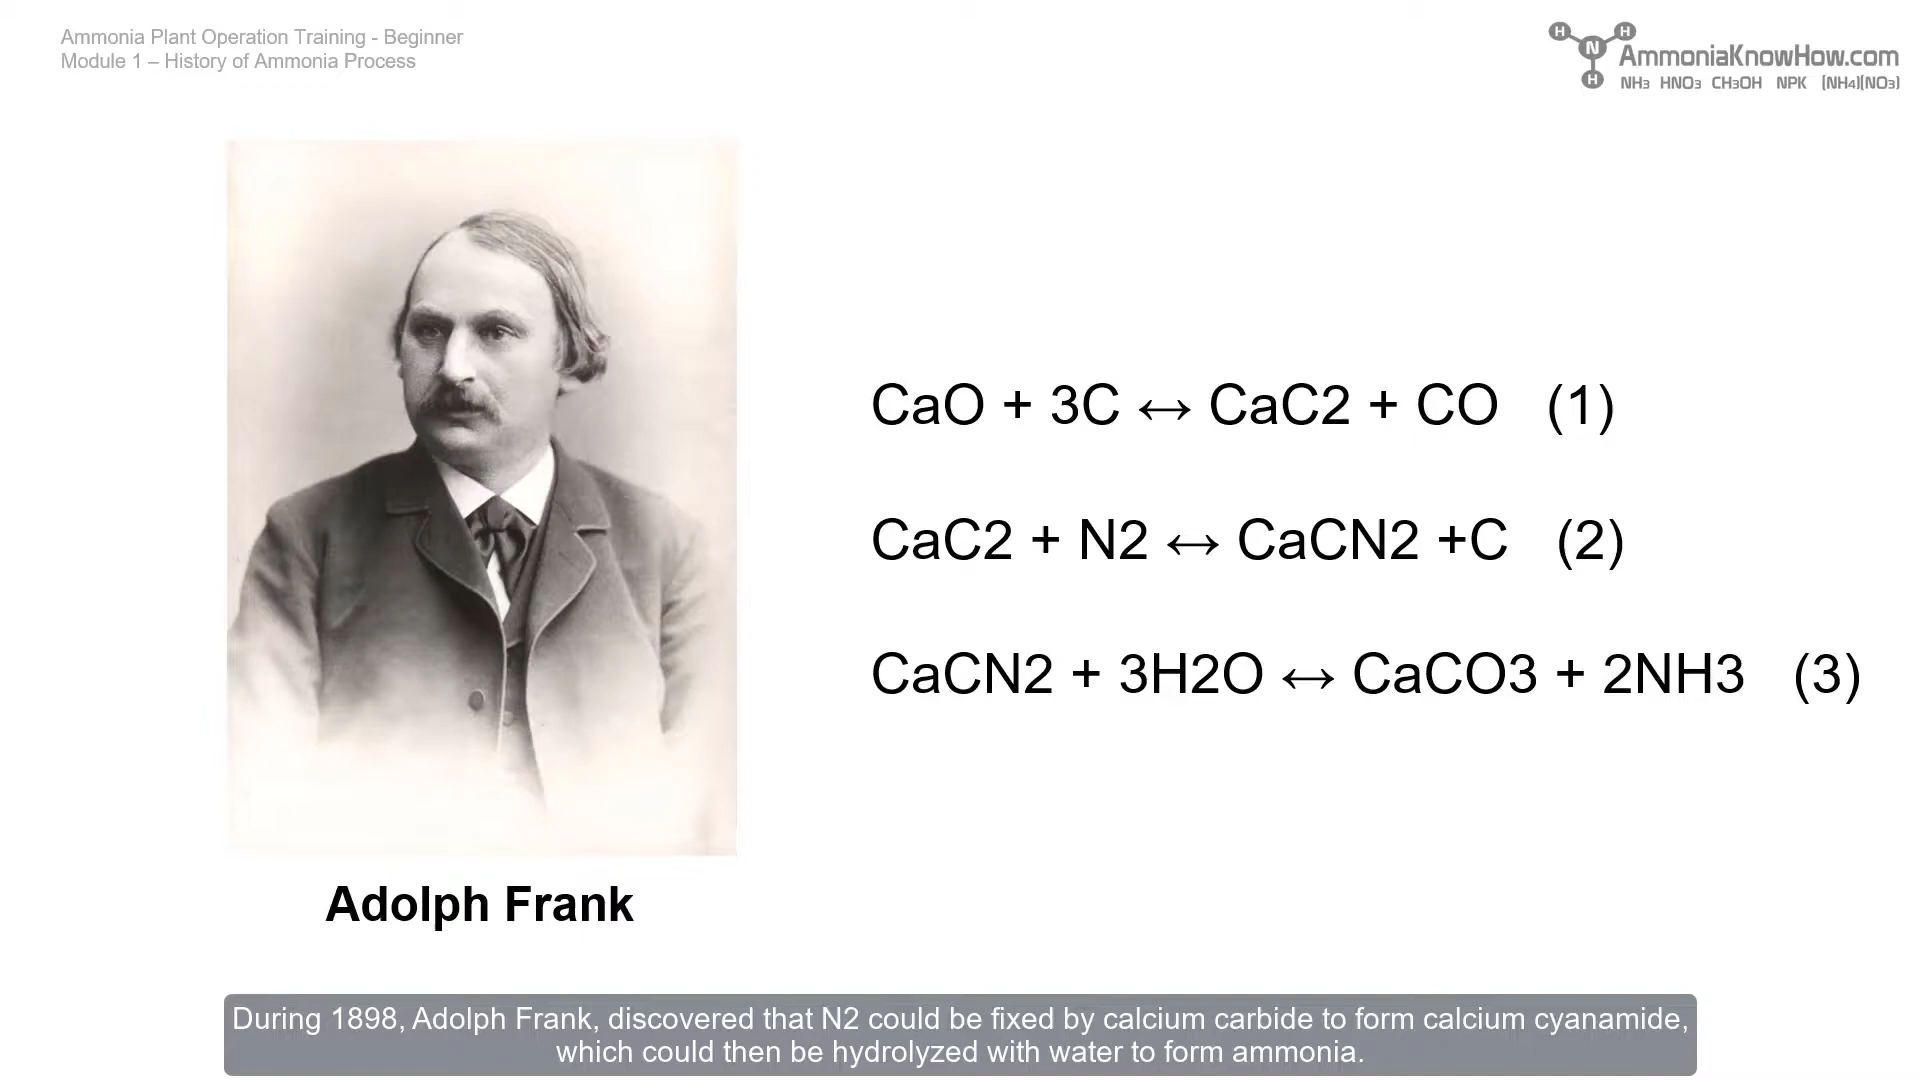 Ammonia Plant Operation Training - Beginner
Module 1 – History of Ammonia Process
H H
N
H
AmmoniaKnowHow.com
NH3 HNO3 CH3OH NPK (NH4)(NO3)
CaO + 3C ↔ CaC2 + CO (1)
CaC2 + N2 ↔ CaCN2 +C (2)
CaCN2 + 3H2O ↔ CaCO3 + 2NH3 (3)
Adolph Frank
During 1898, Adolph Frank, discovered that N2 could be fixed by calcium carbide to form calcium cyanamide,
which could then be hydrolyzed with water to form ammonia.